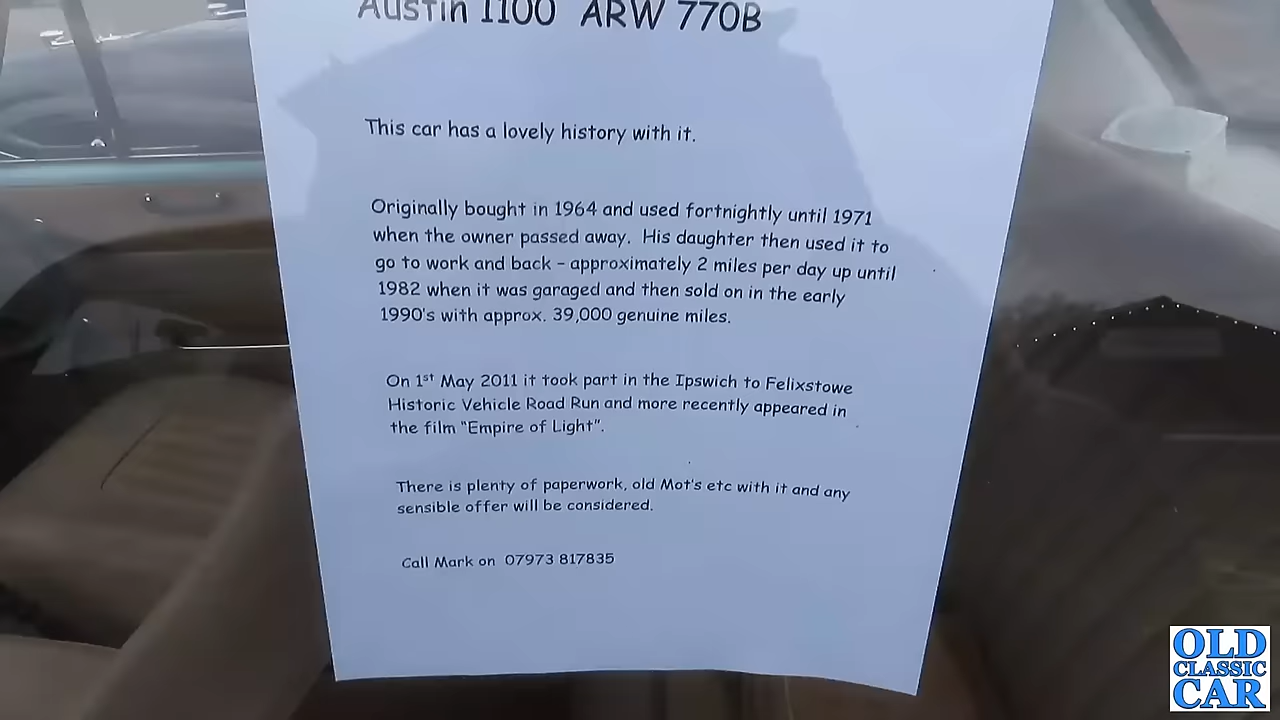 Austin 1100 ARW 770B
This car has a lovely history with it.
Originally bought in 1964 and used fortnightly until 1971
when the owner passed away. His daughter then used it to
go to work and back – approximately 2 miles per day up until
1982 when it was garaged and then sold on in the early
1990's with approx. 39,000 genuine miles.
On 1st May 2011 it took part in the Ipswich to Felixstowe
Historic Vehicle Road Run and more recently appeared in
the film "Empire of Light".
There is plenty of paperwork, old Mot's etc with it and any
sensible offer will be considered.
Call Mark on 07973 817835
OLD
CLASSIC
CAR